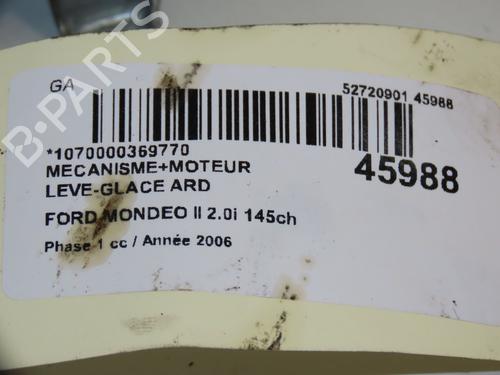 GA
52720901 45988
*1070000369770
MECANISME+MOTEUR
45988
LEVE-GLACE ARD
FORD MONDEO II 2.0i 145ch
Phase 1 cc / Année 2006
B-PARTS